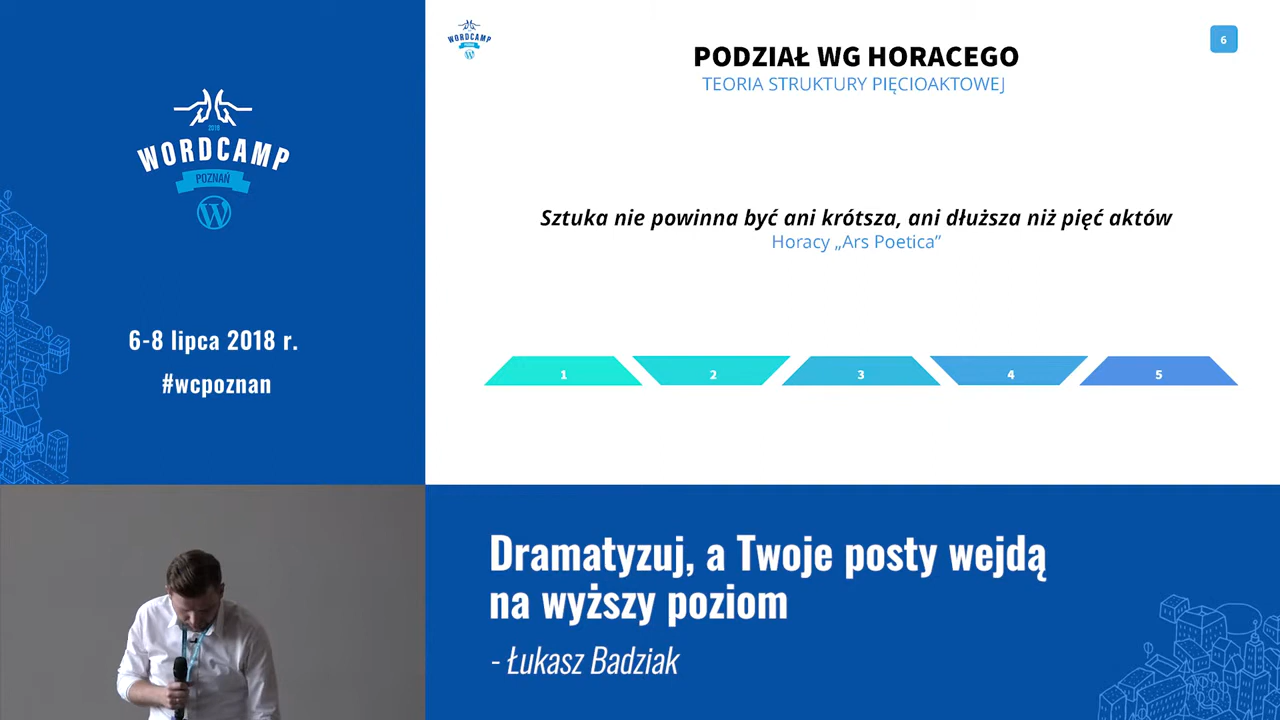 2018
WORDCAMP
POZNAŃ
6-8 lipca 2018 r.
#wcpoznan
WORDCAMP
6
PODZIAŁ WG HORACEGO
TEORIA STRUKTURY PIĘCIOAKTOWEJ
Sztuka nie powinna być ani krótsza, ani dłuższa niż pięć aktów
Horacy „Ars Poetica”
1 2 3 4 5
Dramatyzuj, a Twoje posty wejdą
na wyższy poziom
- Łukasz Badziak